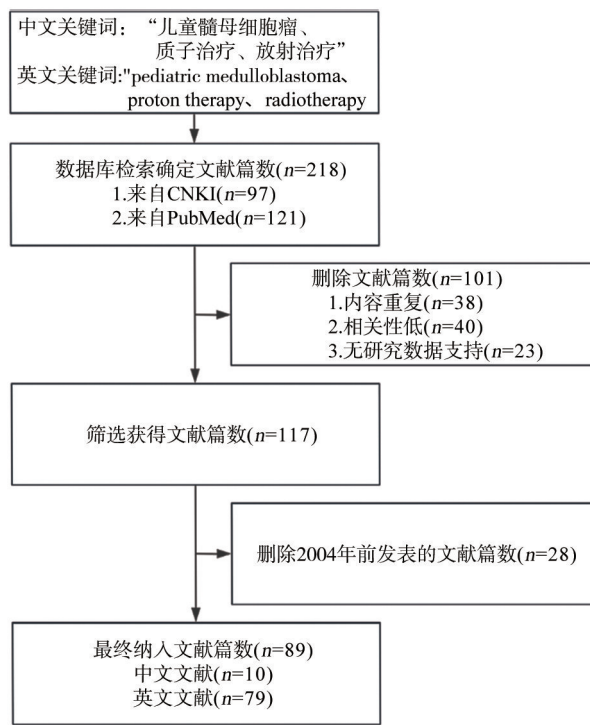 中文关键词：“儿童髓母细胞瘤、
质子治疗、放射治疗”
英文关键词:"pediatric medulloblastoma、
proton therapy、radiotherapy
数据库检索确定文献篇数(n=218)
1.来自CNKI(n=97)
2.来自PubMed(n=121)
删除文献篇数(n=101)
1.内容重复(n=38)
2.相关性低(n=40)
3.无研究数据支持(n=23)
筛选获得文献篇数(n=117)
删除2004年前发表的文献篇数(n=28)
最终纳入文献篇数(n=89)
中文文献(n=10)
英文文献(n=79)